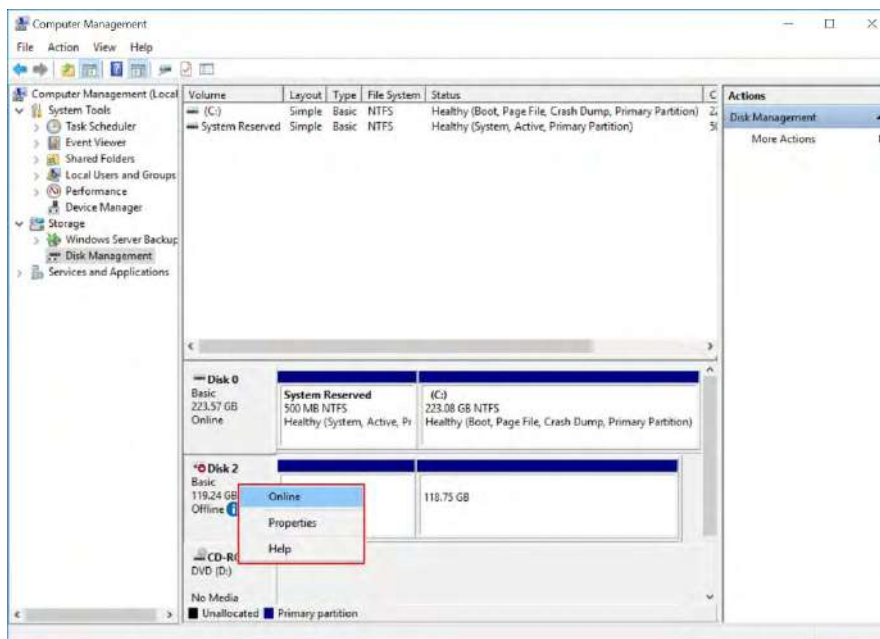 Computer Management
File Action View Help
Computer Management (Local
System Tools
Task Scheduler
Event Viewer
Shared Folders
Local Users and Groups
Performance
Device Manager
Storage
Windows Server Backup
Disk Management
Services and Applications
Volume Layout Type File System Status C
(C:) Simple Basic NTFS Healthy (Boot, Page File, Crash Dump, Primary Partition)
System Reserved Simple Basic NTFS Healthy (System, Active, Primary Partition)
Disk 0
Basic
223.57 GB
Online
System Reserved
500 MB NTFS
Healthy (System, Active, Pr
(C:)
223.08 GB NTFS
Healthy (Boot, Page File, Crash Dump, Primary Partition)
Disk 2
Basic
119.24 GB
Offline
118.75 GB
Online
Properties
Help
CD-R
DVD (D:)
No Media
Unallocated Primary partition
Actions
Disk Management
More Actions